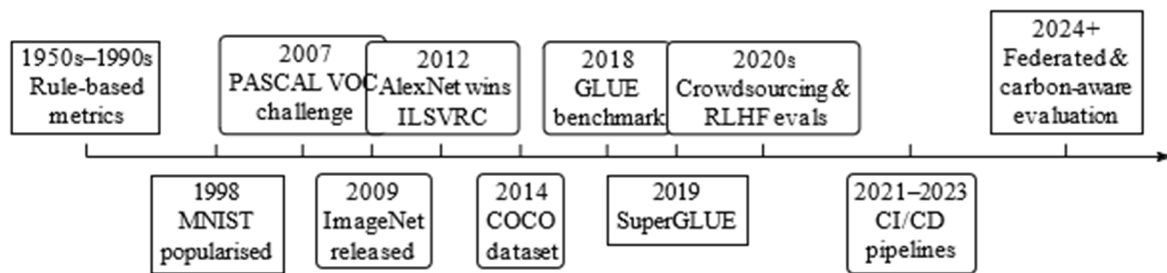 1950s–1990s
Rule-based
metrics
2007
PASCAL VOC
challenge
2012
AlexNet wins
ILSVRC
2018
GLUE
benchmark
2020s
Crowdsourcing &
RLHF evals
2024+
Federated &
carbon-aware
evaluation
1998
MNIST
popularised
2009
ImageNet
released
2014
COCO
dataset
2019
SuperGLUE
2021–2023
CI/CD
pipelines